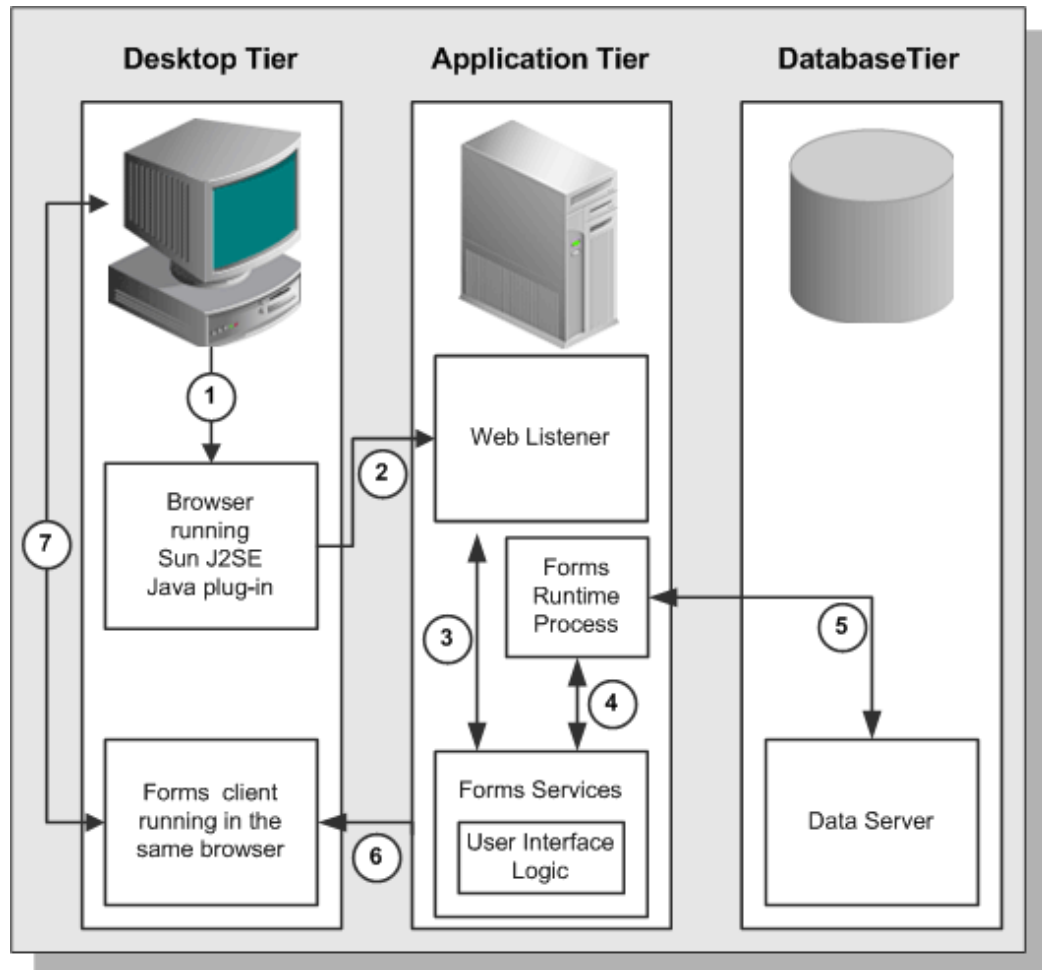 Desktop Tier
Application Tier
DatabaseTier
1
Browser
running
Sun J2SE
Java plug-in
2
Web Listener
7
3
Forms
Runtime
Process
5
4
Forms client
running in the
same browser
6
Forms Services
User Interface
Logic
Data Server